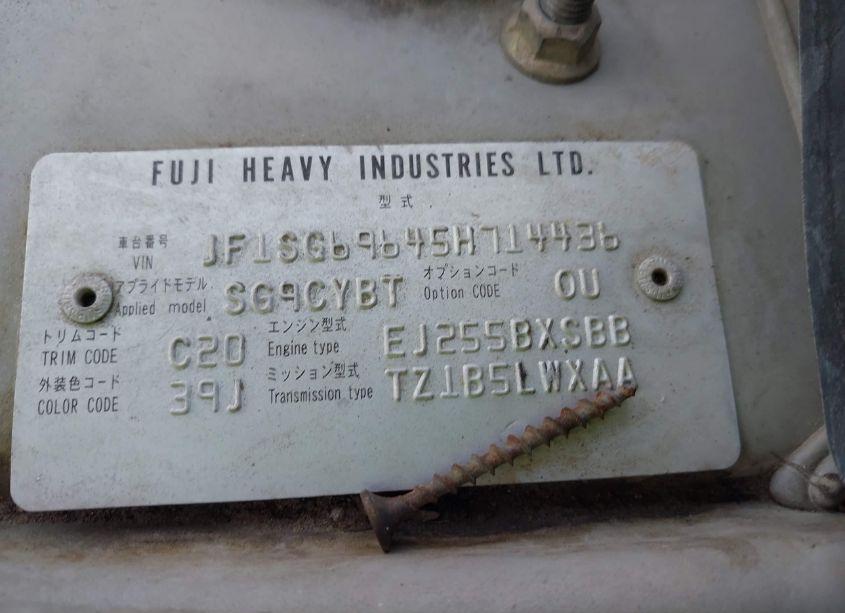 FUJI HEAVY INDUSTRIES LTD.
型式
車台番号 VIN JF1SG69645H714436
アプライドモデル Applied model SG9CYBT オプションコード Option CODE OU
トリムコード TRIM CODE C20 エンジン型式 Engine type EJ255BXSBB
外装色コード COLOR CODE 39J ミッション型式 Transmission type TZ1B5LWXAA